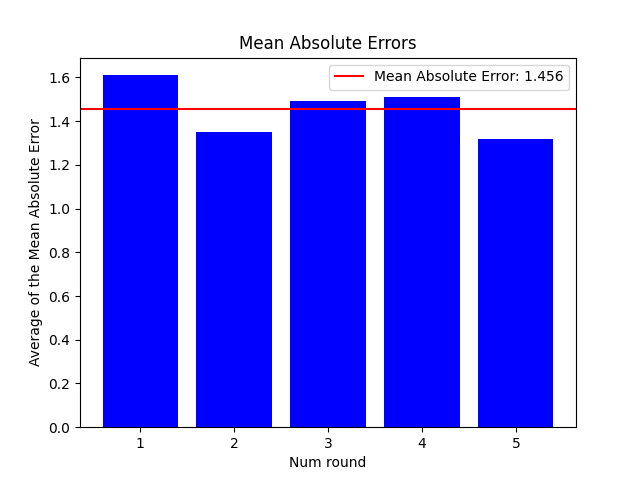 Mean Absolute Errors
Mean Absolute Error: 1.456
Average of the Mean Absolute Error
1.6
1.4
1.2
1.0
0.8
0.6
0.4
0.2
0.0
1 2 3 4 5
Num round